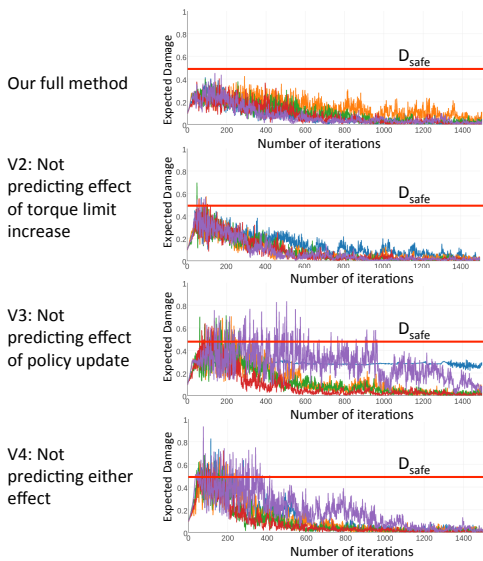 Our full method
Expected Damage
1
0.8
0.6
0.4
0.2
0
D_safe
0
200
400
600
800
1000
1200
1400
Number of iterations
V2: Not
predicting effect
of torque limit
increase
Expected Damage
1
0.8
0.6
0.4
0.2
0
D_safe
0
200
400
600
800
1000
1200
1400
Number of iterations
V3: Not
predicting effect
of policy update
Expected Damage
1
0.8
0.6
0.4
0.2
0
D_safe
0
200
400
600
800
1000
1200
1400
Number of iterations
V4: Not
predicting either
effect
Expected Damage
1
0.8
0.6
0.4
0.2
0
D_safe
0
200
400
600
800
1000
1200
1400
Number of iterations